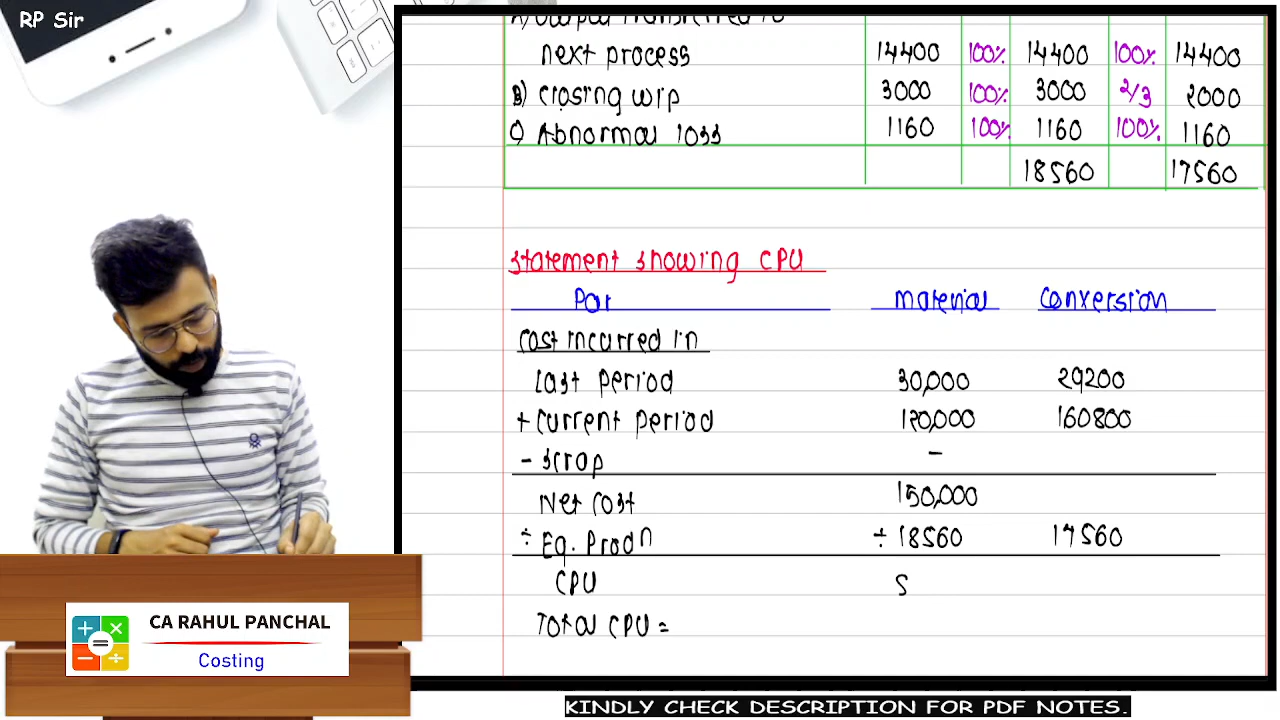 RP Sir
next process 14400 100% 14400 100% 14400
B) Closing wip 3000 100% 3000 2/3 2000
C) Abnormal loss 1160 100% 1160 100% 1160
18560 17560
Statement showing CPU
Par Material Conversion
Cost incurred in
Last Period 30,000 29200
+ Current Period 120,000 160800
- Scrap -
Net Cost 150,000
÷ Eq. Prodn ÷ 18560 17560
CPU
Total CPU =
CA RAHUL PANCHAL
Costing
KINDLY CHECK DESCRIPTION FOR PDF NOTES.